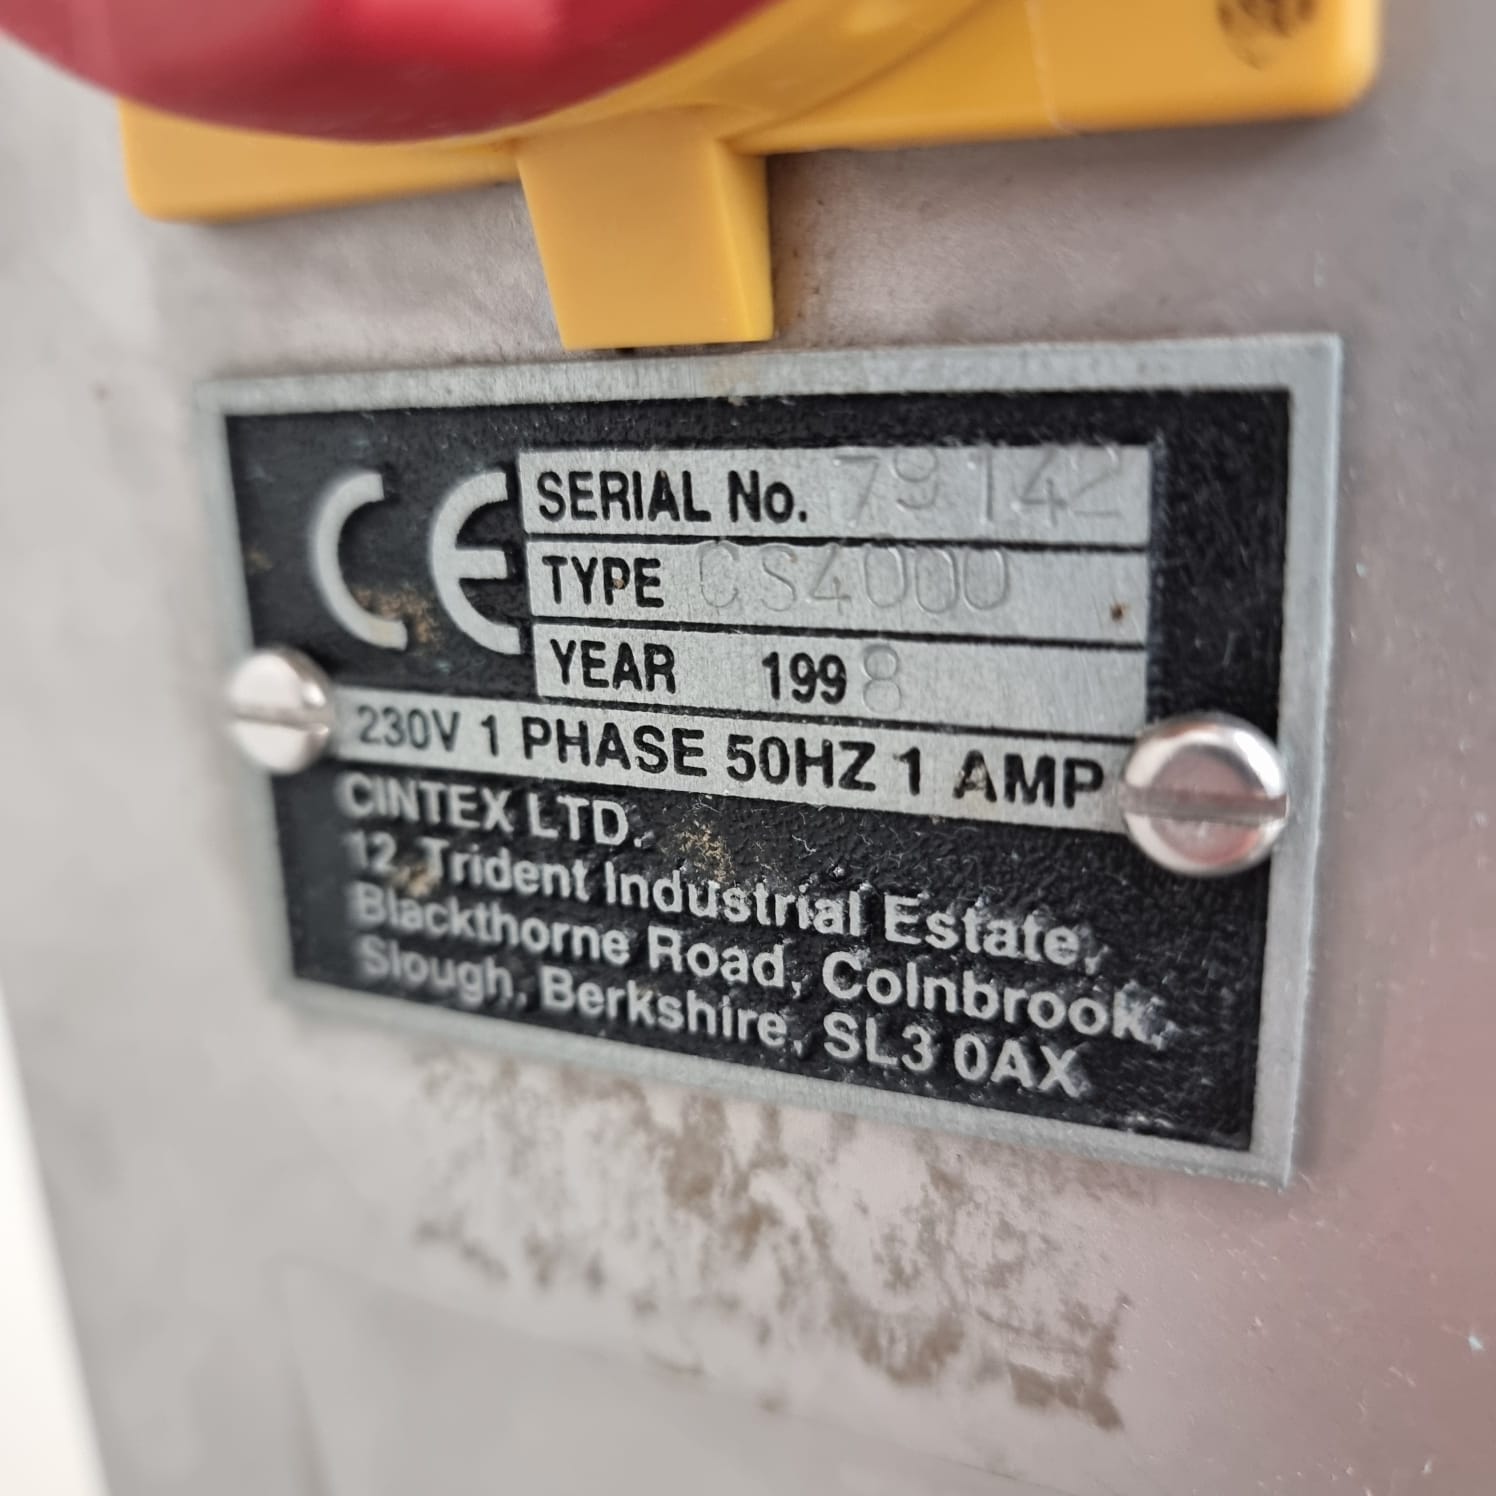 CE
SERIAL No. 79142
TYPE CS4000
YEAR 1998
230V 1 PHASE 50HZ 1 AMP
CINTEX LTD.
12, Trident Industrial Estate,
Blackthorne Road, Colnbrook,
Slough, Berkshire, SL3 0AX